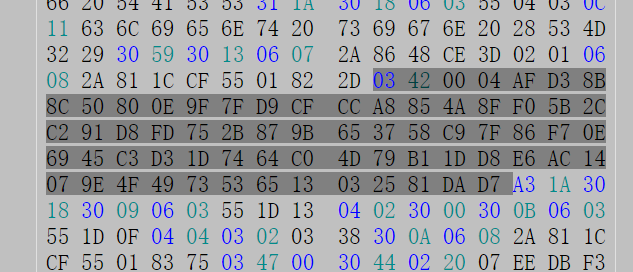 66 20 54 41 53 53 31 1A 30 18 06 03 55 04 03 0C
11 63 6C 69 65 6E 74 20 73 69 67 6E 20 28 53 4D
32 29 30 59 30 13 06 07 2A 86 48 CE 3D 02 01 06
08 2A 81 1C CF 55 01 82 2D 03 42 00 04 AF D3 8B
8C 50 80 0E 9F 7F D9 CF CC A8 85 4A 8F F0 5B 2C
C2 91 D8 FD 75 2B 87 9B 65 37 58 C9 7F 86 F7 0E
69 45 C3 D3 1D 74 64 C0 4D 79 B1 1D D8 E6 AC 14
07 9E 4F 49 73 53 65 13 03 25 81 DA D7 A3 1A 30
18 30 09 06 03 55 1D 13 04 02 30 00 30 0B 06 03
55 1D 0F 04 04 03 02 03 38 30 0A 06 08 2A 81 1C
CF 55 01 83 75 03 47 00 30 44 02 20 07 EE DB F3